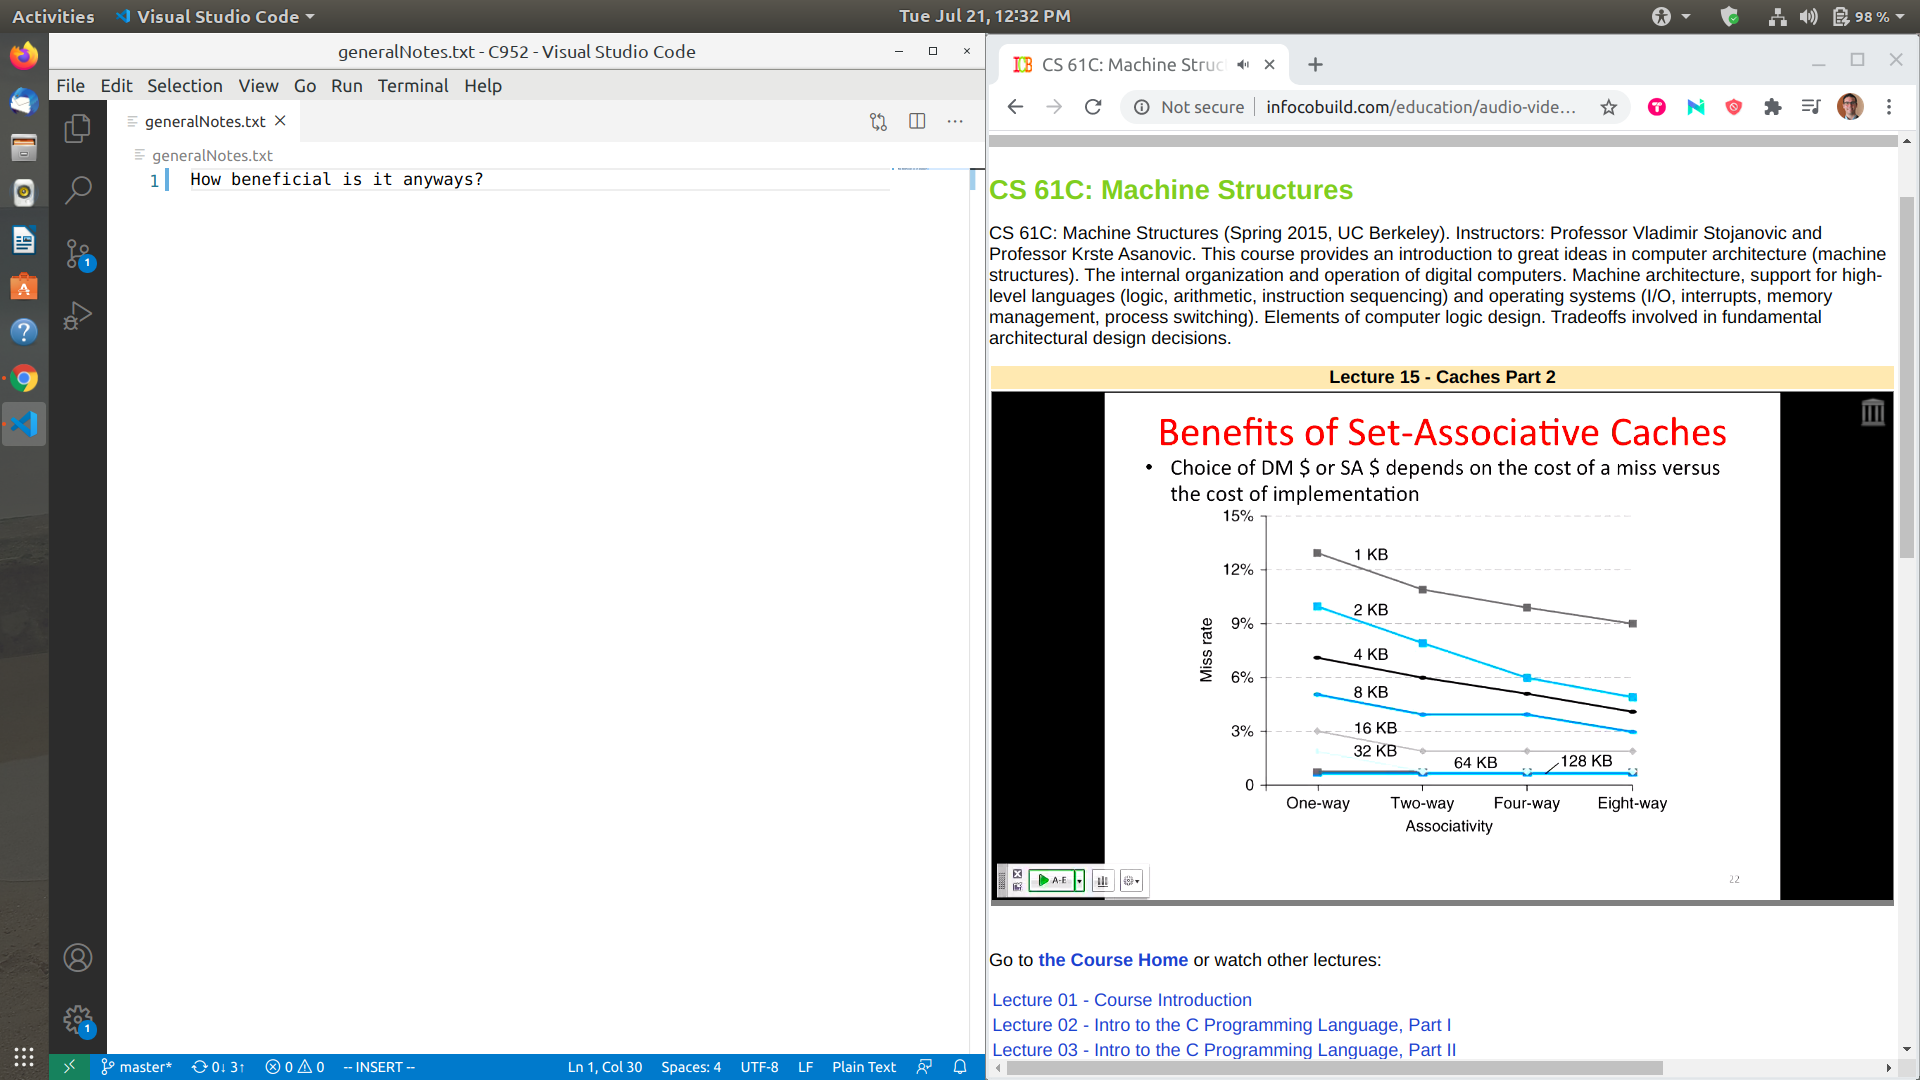 Activities
Visual Studio Code
Tue Jul 21, 12:32 PM
98 %
generalNotes.txt - C952 - Visual Studio Code
File Edit Selection View Go Run Terminal Help
generalNotes.txt
generalNotes.txt
1 How beneficial is it anyways?
1
1
master* 0↓ 3↑ 0 0 -- INSERT -- Ln 1, Col 30 Spaces: 4 UTF-8 LF Plain Text
CS 61C: Machine Struc
Not secure infocobuild.com/education/audio-vide...
CS 61C: Machine Structures
CS 61C: Machine Structures (Spring 2015, UC Berkeley). Instructors: Professor Vladimir Stojanovic and
Professor Krste Asanovic. This course provides an introduction to great ideas in computer architecture (machine
structures). The internal organization and operation of digital computers. Machine architecture, support for high-
level languages (logic, arithmetic, instruction sequencing) and operating systems (I/O, interrupts, memory
management, process switching). Elements of computer logic design. Tradeoffs involved in fundamental
architectural design decisions.
Lecture 15 - Caches Part 2
Benefits of Set-Associative Caches
• Choice of DM $ or SA $ depends on the cost of a miss versus
the cost of implementation
15%
12%
9%
6%
3%
0
Miss rate
1 KB
2 KB
4 KB
8 KB
16 KB
32 KB
64 KB
128 KB
One-way Two-way Four-way Eight-way
Associativity
A-E
22
Go to the Course Home or watch other lectures:
Lecture 01 - Course Introduction
Lecture 02 - Intro to the C Programming Language, Part I
Lecture 03 - Intro to the C Programming Language, Part II